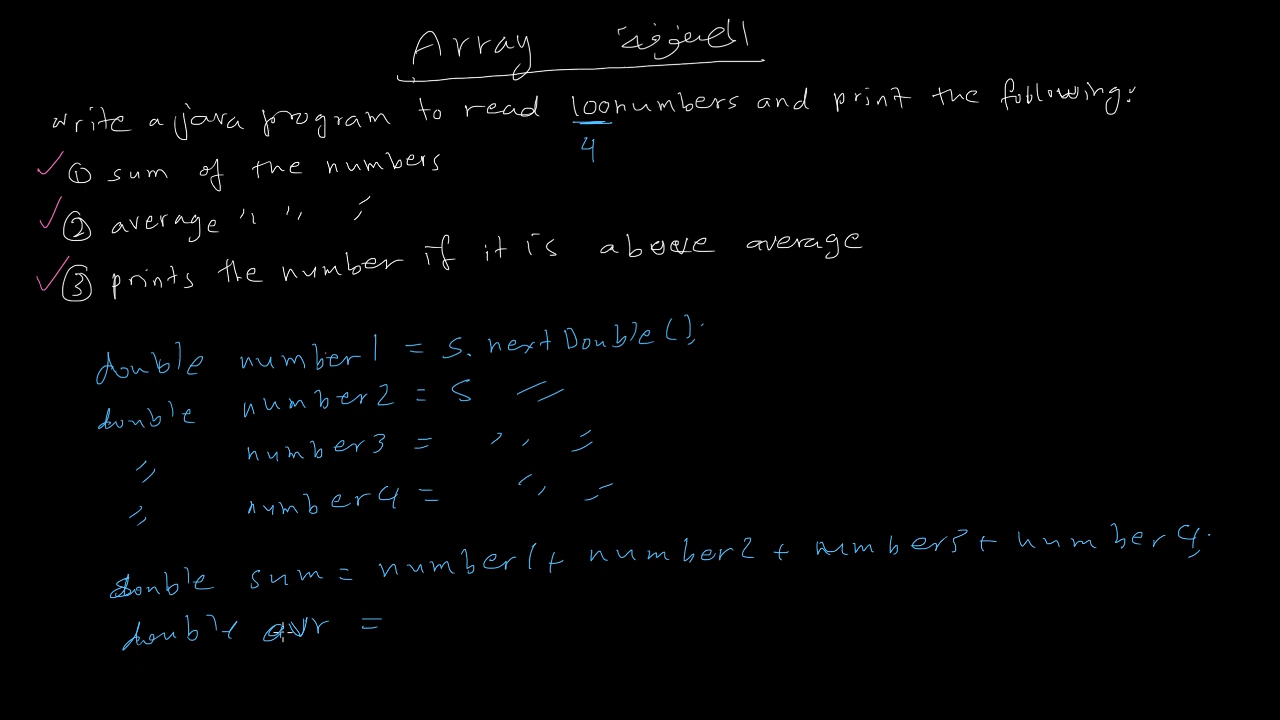 Array المصفوفة
write a java program to read 100 numbers and print the following:
4
① sum of the numbers
② average " " "
③ prints the number if it is above average
double number1 = s.nextDouble();
double number2 = s "
" number3 = " "
" number4 = " "
double sum = number1 + number2 + number3 + number4;
double avr =